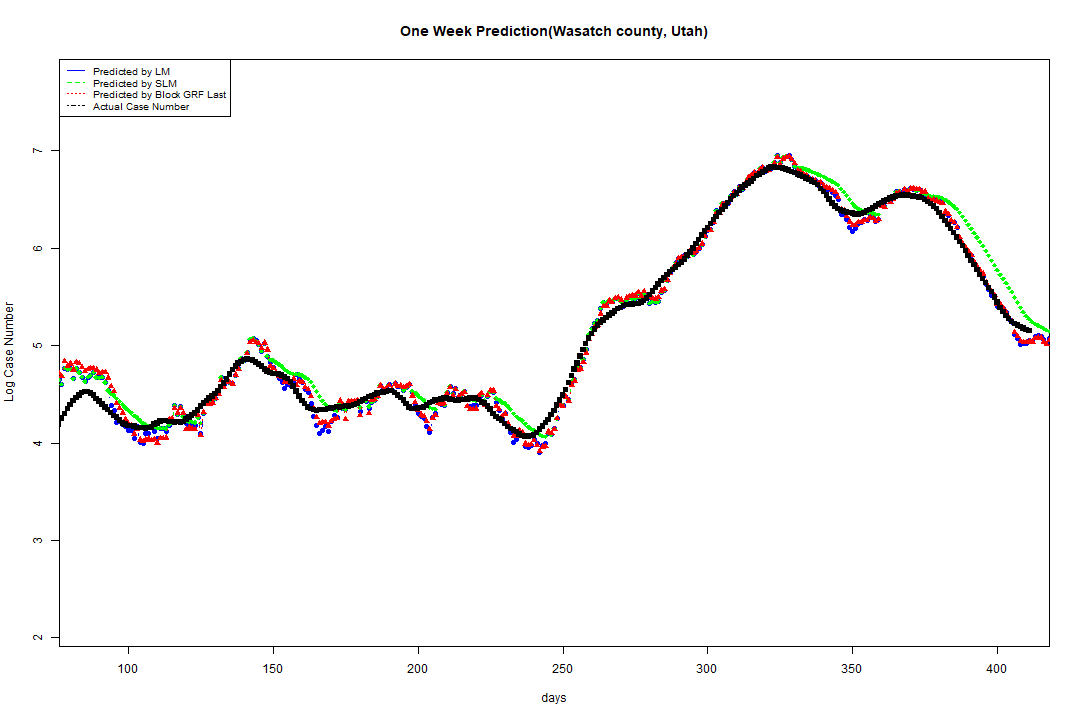 One Week Prediction(Wasatch county, Utah)
Predicted by LM
Predicted by SLM
Predicted by Block GRF Last
Actual Case Number
7
6
5
4
3
2
Log Case Number
100 150 200 250 300 350 400
days